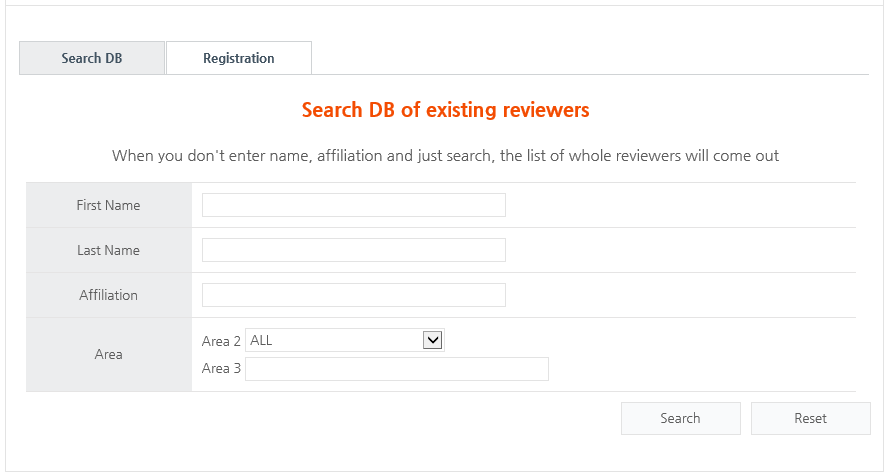 Search DB
Registration
Search DB of existing reviewers
When you don't enter name, affiliation and just search, the list of whole reviewers will come out
First Name
Last Name
Affiliation
Area
Area 2 ALL
Area 3
Search
Reset